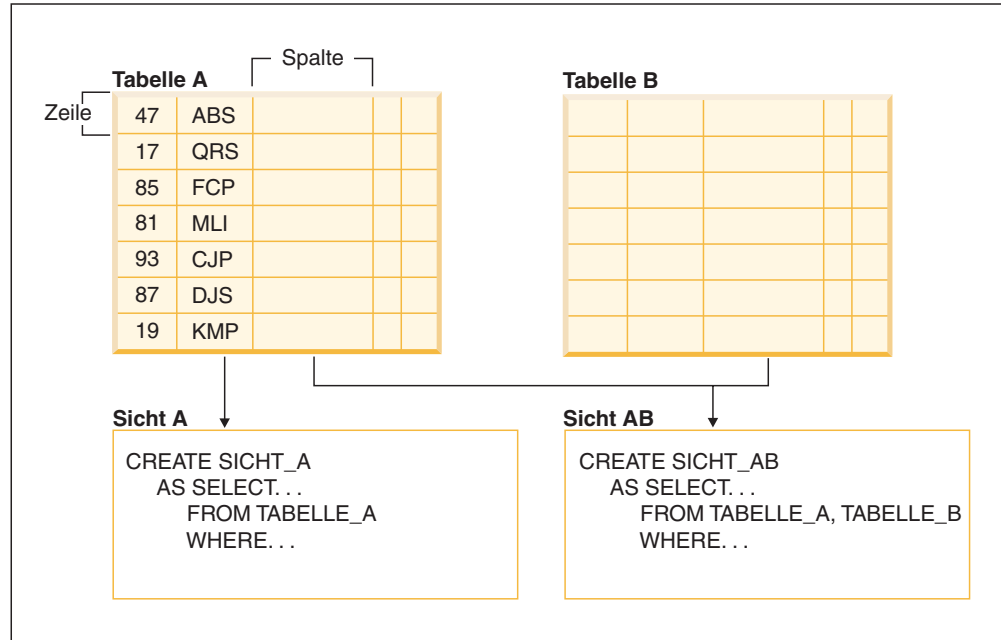 Spalte
Tabelle A
Tabelle B
Zeile
47 ABS
17 QRS
85 FCP
81 MLI
93 CJP
87 DJS
19 KMP
Sicht A
CREATE SICHT_A
AS SELECT. . .
FROM TABELLE_A
WHERE. . .
Sicht AB
CREATE SICHT_AB
AS SELECT. . .
FROM TABELLE_A, TABELLE_B
WHERE. . .